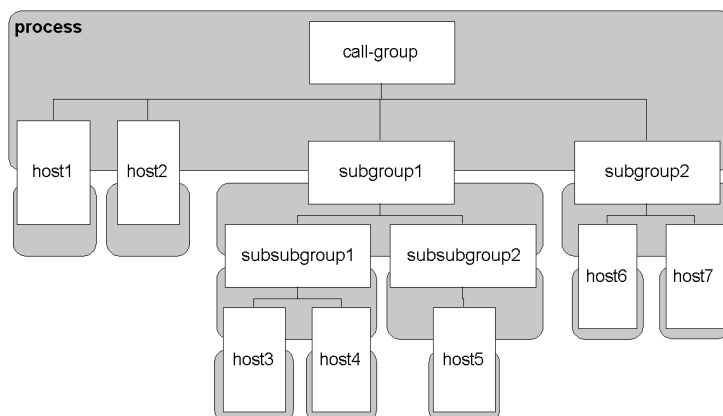 process
call-group
host1
host2
subgroup1
subgroup2
subsubgroup1
subsubgroup2
host6
host7
host3
host4
host5